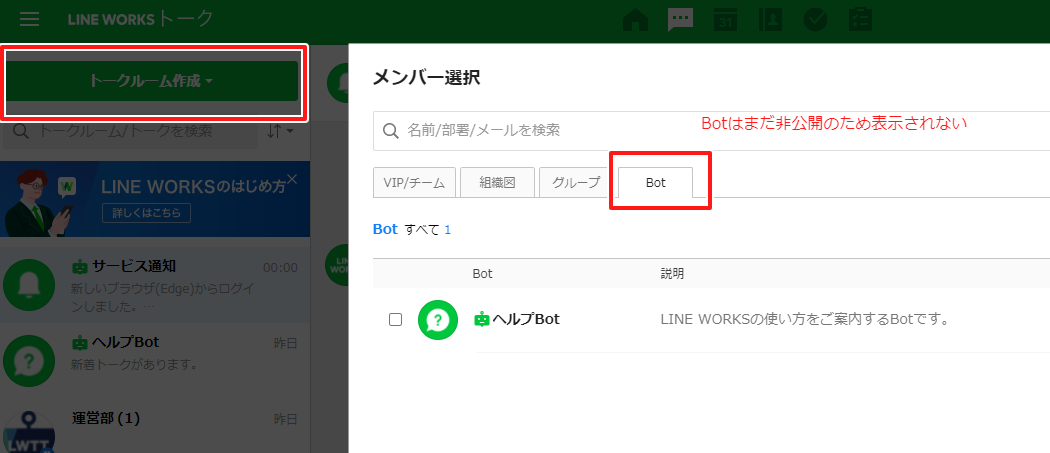 LINE WORKSトーク
31
トークルーム作成
トークルーム/トークを検索
LINE WORKSのはじめ方
詳しくはこちら
サービス通知 00:00
新しいブラウザ(Edge)からログイ
ンしました。…
ヘルプBot 昨日
新着トークがあります。
運営部 (1) 昨日
LWTT
LINE
WOR
メンバー選択
名前/部署/メールを検索
Botはまだ非公開のため表示されない
VIP/チーム 組織図 グループ Bot
Bot すべて 1
Bot 説明
ヘルプBot LINE WORKSの使い方をご案内するBotです。